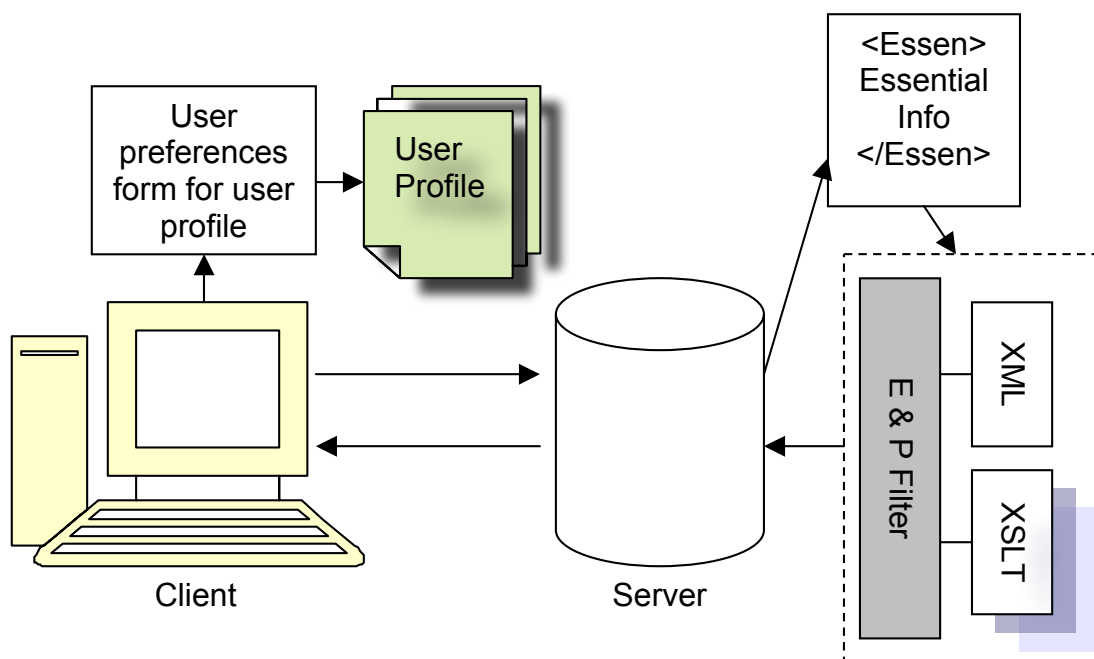 <Essen>
Essential
Info
</Essen>
User
preferences
form for user
profile
User
Profile
E & P Filter
XML
XSLT
Client
Server